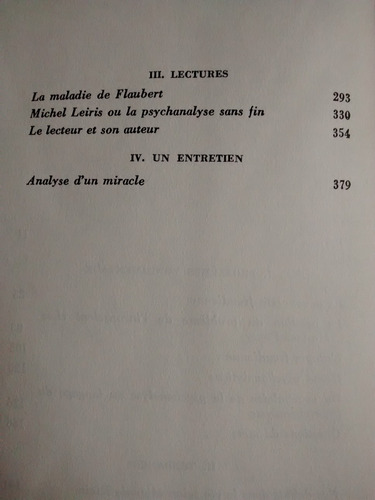 III. LECTURES
La maladie de Flaubert 293
Michel Leiris ou la psychanalyse sans fin 330
Le lecteur et son auteur 354
IV. UN ENTRETIEN
Analyse d'un miracle 379